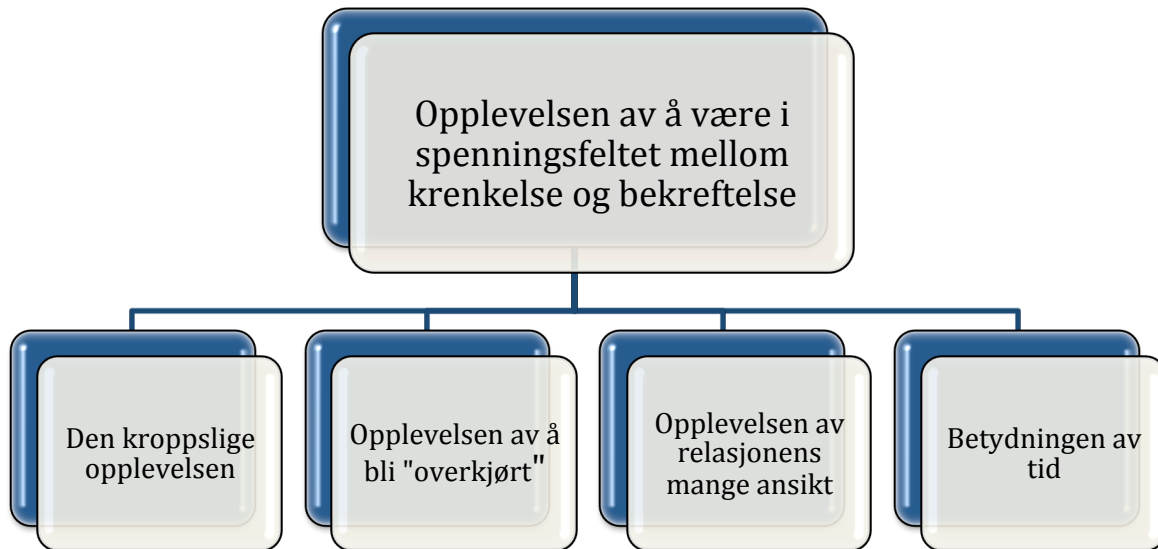 Opplevelsen av å være i
spenningsfeltet mellom
krenkelse og bekreftelse
Den kroppslige
opplevelsen
Opplevelsen av å
bli "overkjørt"
Opplevelsen av
relasjonens
mange ansikt
Betydningen av
tid